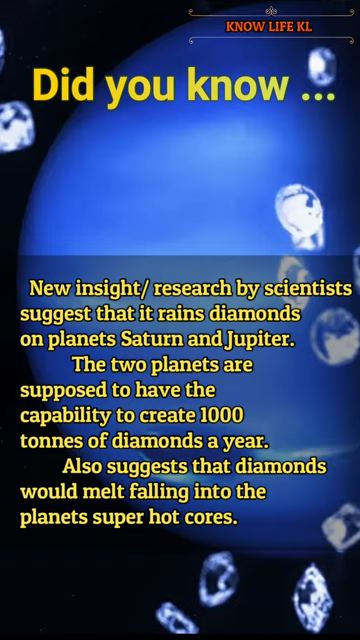 KNOW LIFE KL
Did you know ...
New insight/ research by scientists
suggest that it rains diamonds
on planets Saturn and Jupiter.
The two planets are
supposed to have the
capability to create 1000
tonnes of diamonds a year.
Also suggests that diamonds
would melt falling into the
planets super hot cores.